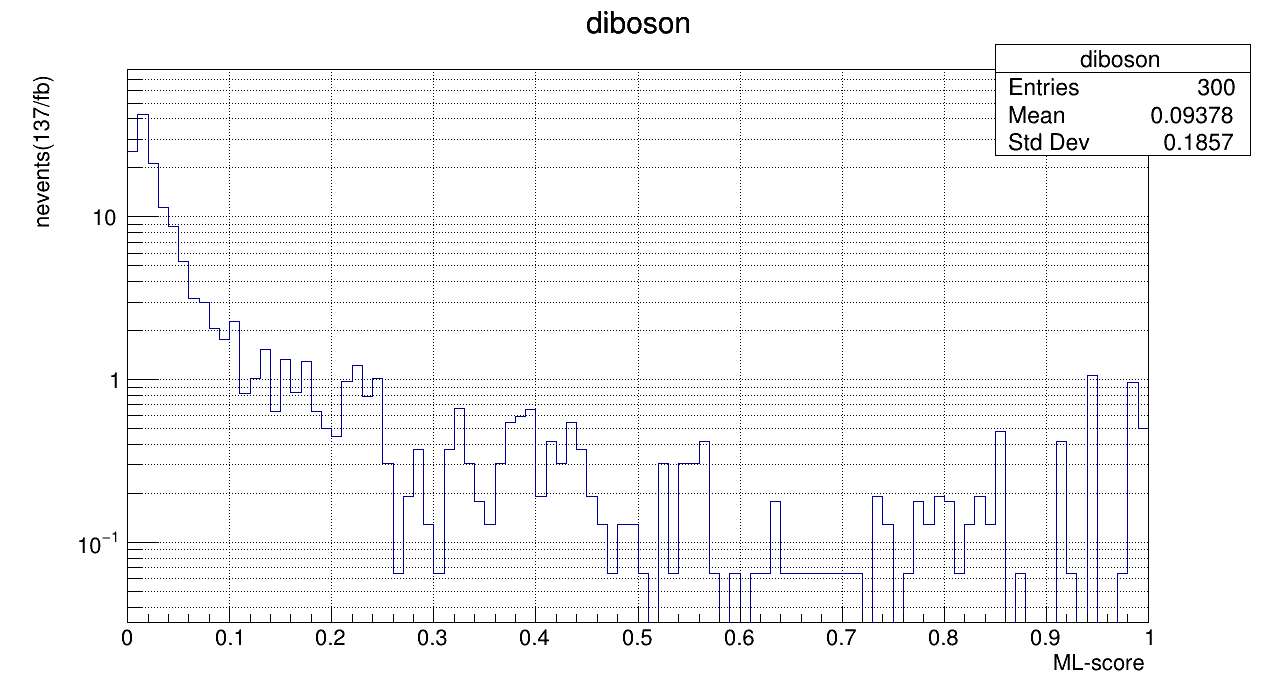 diboson
diboson
Entries 300
Mean 0.09378
Std Dev 0.1857
nevents(137/fb)
10
1
10⁻¹
0 0.1 0.2 0.3 0.4 0.5 0.6 0.7 0.8 0.9 1
ML-score